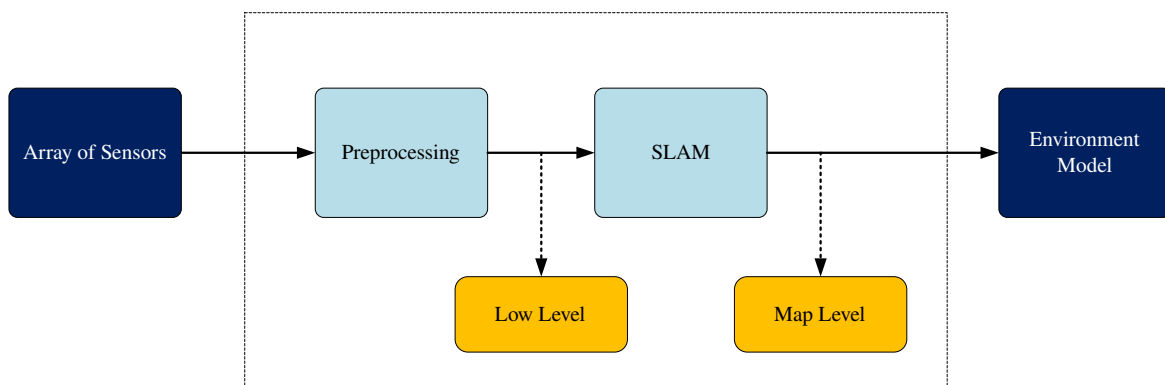 Array of Sensors
Preprocessing
SLAM
Environment
Model
Low Level
Map Level